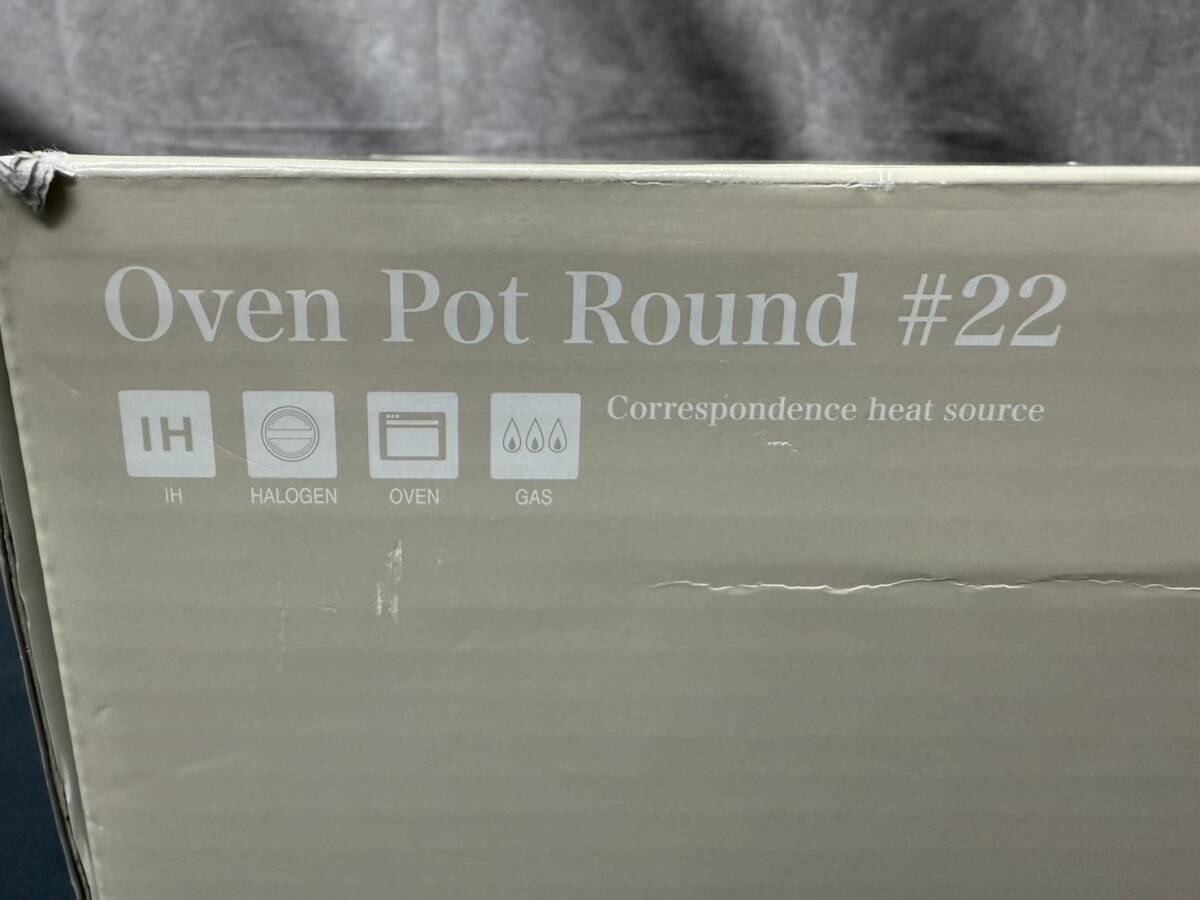 Oven Pot Round #22
Correspondence heat source
IH
IH HALOGEN OVEN GAS